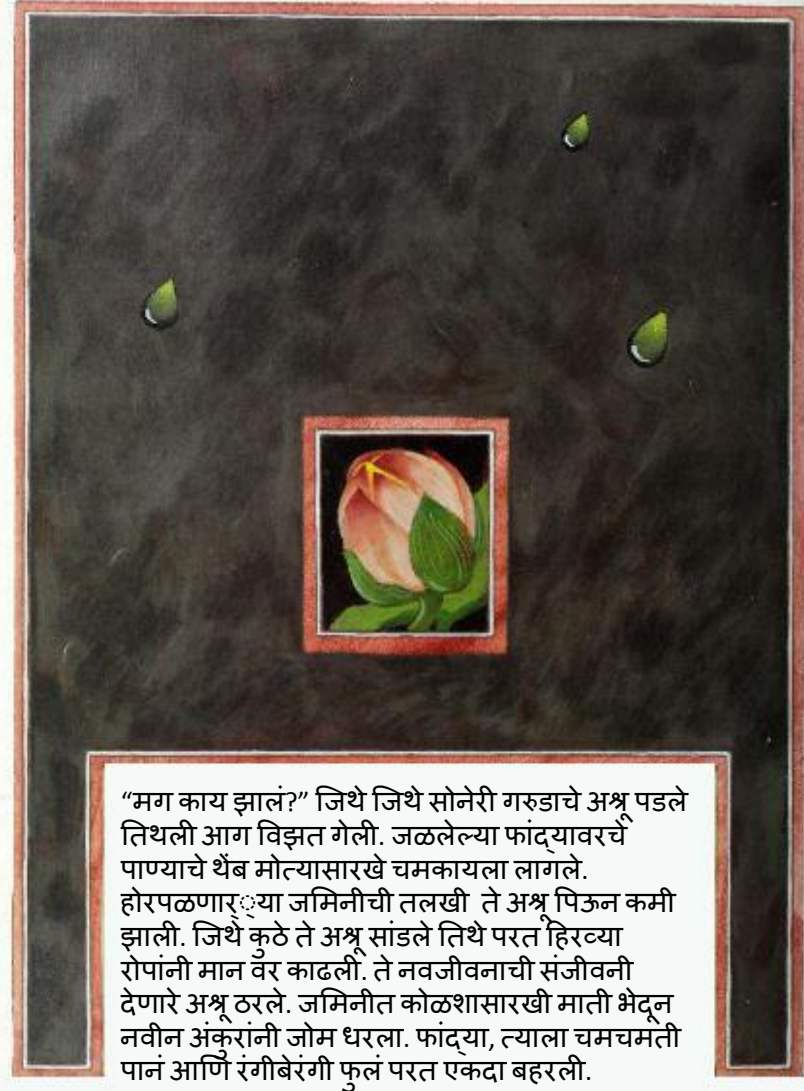 “मग काय झालं?” जिथे जिथे सोनेरी गरुडाचे अश्रू पडले
तिथली आग विझत गेली. जळलेल्या फांद्यावरचे
पाण्याचे थेंब मोत्यासारखे चमकायला लागले.
होरपळणार््या जमिनीची तलखी ते अश्रू पिऊन कमी
झाली. जिथे कुठे ते अश्रू सांडले तिथे परत हिरव्या
रोपांनी मान वर काढली. ते नवजीवनाची संजीवनी
देणारे अश्रू ठरले. जमिनीत कोळशासारखी माती भेदून
नवीन अंकुरांनी जोम धरला. फांद्या, त्याला चमचमती
पानं आणि रंगीबेरंगी फुलं परत एकदा बहरली.